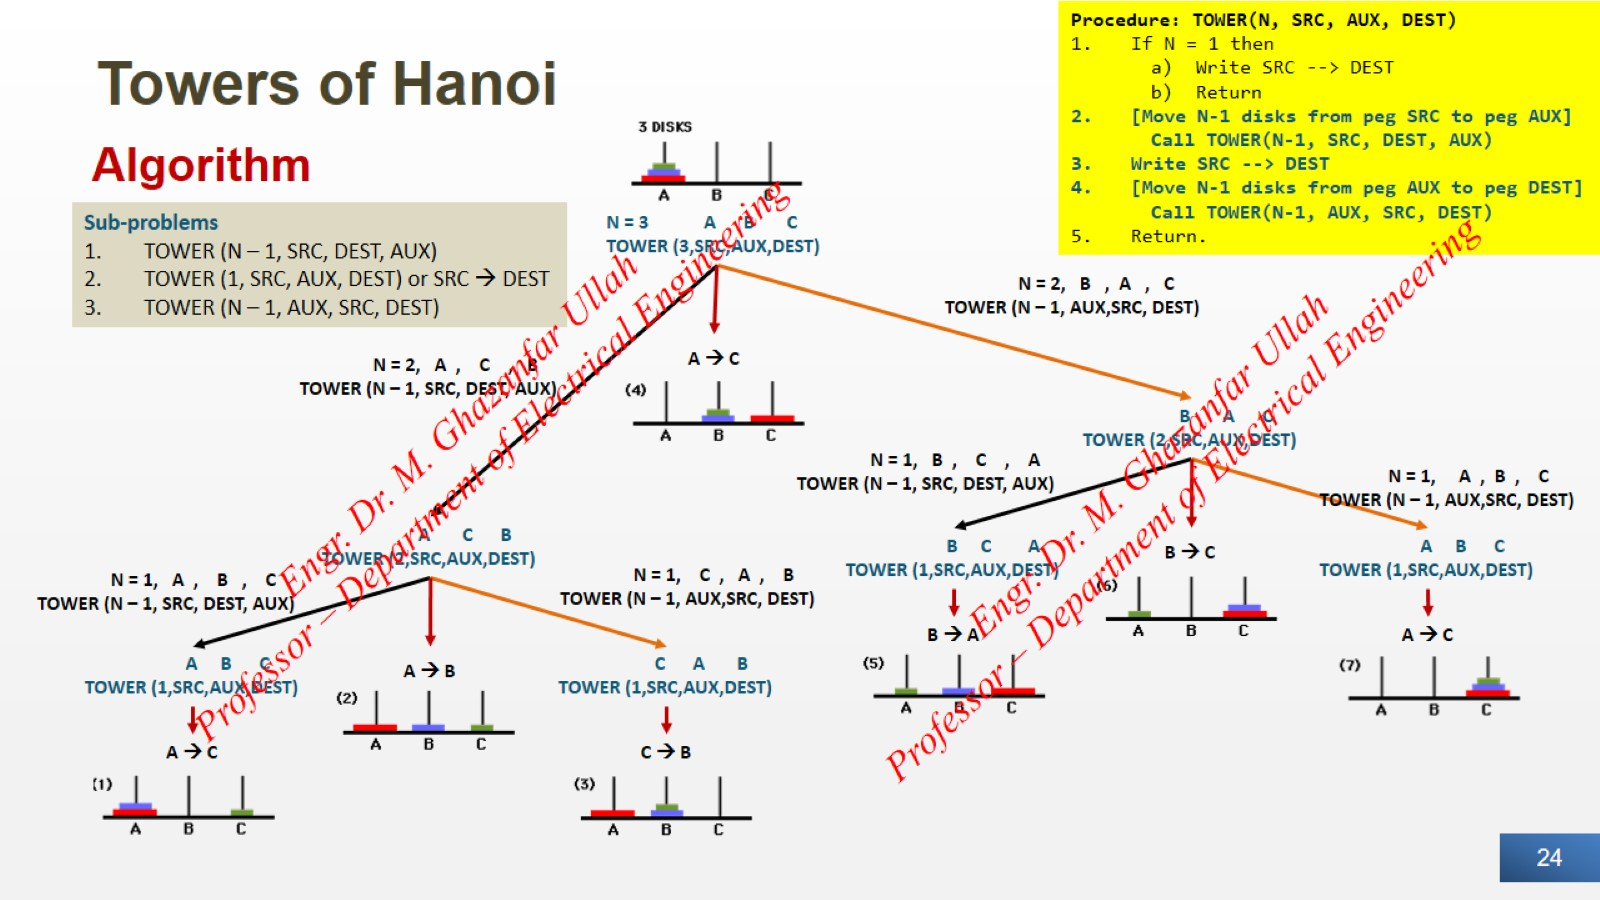 Towers of Hanoi
Algorithm
Sub-problems
1. TOWER (N – 1, SRC, DEST, AUX)
2. TOWER (1, SRC, AUX, DEST) or SRC → DEST
3. TOWER (N – 1, AUX, SRC, DEST)
Procedure: TOWER(N, SRC, AUX, DEST)
1. If N = 1 then
a) Write SRC --> DEST
b) Return
2. [Move N-1 disks from peg SRC to peg AUX]
Call TOWER(N-1, SRC, DEST, AUX)
3. Write SRC --> DEST
4. [Move N-1 disks from peg AUX to peg DEST]
Call TOWER(N-1, AUX, SRC, DEST)
5. Return.
3 DISKS
A B C
N = 3 A B C
TOWER (3,SRC,AUX,DEST)
N = 2, A , C , B
TOWER (N – 1, SRC, DEST, AUX)
A → C
(4)
A B C
N = 2, B , A , C
TOWER (N – 1, AUX,SRC, DEST)
A C B
TOWER (2,SRC,AUX,DEST)
N = 1, A , B , C
TOWER (N – 1, SRC, DEST, AUX)
N = 1, C , A , B
TOWER (N – 1, AUX,SRC, DEST)
A B C
TOWER (1,SRC,AUX,DEST)
A → C
(1)
A B C
A → B
(2)
A B C
C A B
TOWER (1,SRC,AUX,DEST)
C → B
(3)
A B C
B A C
TOWER (2,SRC,AUX,DEST)
N = 1, B , C , A
TOWER (N – 1, SRC, DEST, AUX)
N = 1, A , B , C
TOWER (N – 1, AUX,SRC, DEST)
B C A
TOWER (1,SRC,AUX,DEST)
B → A
(5)
A B C
B → C
(6)
A B C
A B C
TOWER (1,SRC,AUX,DEST)
A → C
(7)
A B C
Engr. Dr. M. Ghazanfar Ullah
Professor – Department of Electrical Engineering
Engr. Dr. M. Ghazanfar Ullah
Professor – Department of Electrical Engineering
24